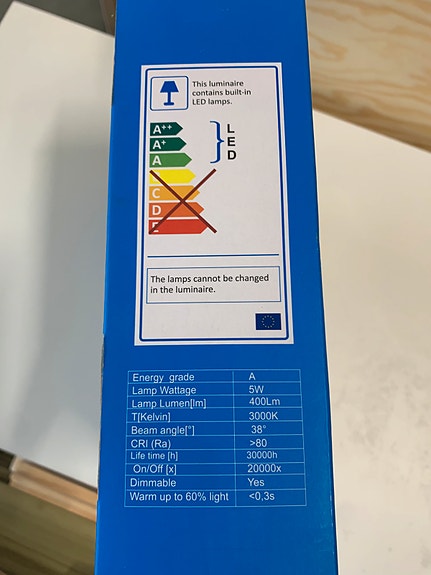 This luminaire
contains built-in
LED lamps.
A++
A+
A
L
E
D
C
D
E
The lamps cannot be changed
in the luminaire.
Energy grade A
Lamp Wattage 5W
Lamp Lumen[lm] 400Lm
T[Kelvin] 3000K
Beam angle[°] 38°
CRI (Ra) >80
Life time [h] 30000h
On/Off [x] 20000x
Dimmable Yes
Warm up to 60% light <0,3s